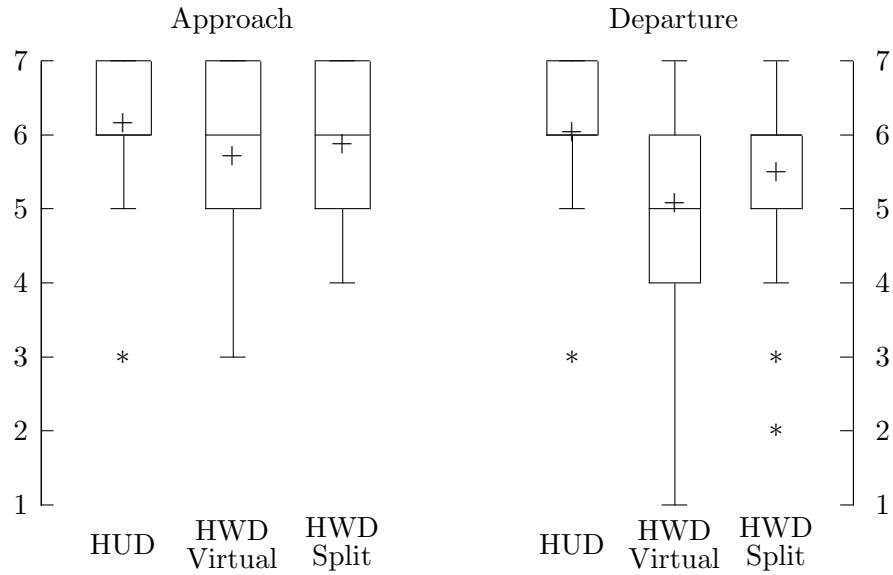 Approach
Departure
7
6
5
4
3
2
1
7
6
5
4
3
2
1
HUD
HWD
Virtual
HWD
Split
HUD
HWD
Virtual
HWD
Split